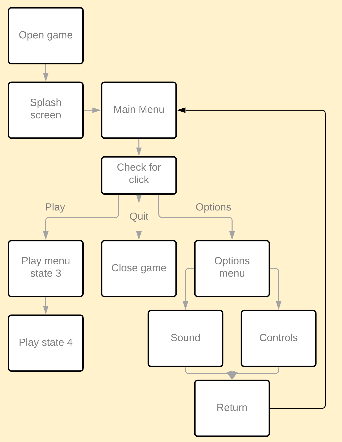 Open game
Splash
screen
Main Menu
Check for
click
Play
Quit
Options
Play menu
state 3
Close game
Options
menu
Play state 4
Sound
Controls
Return